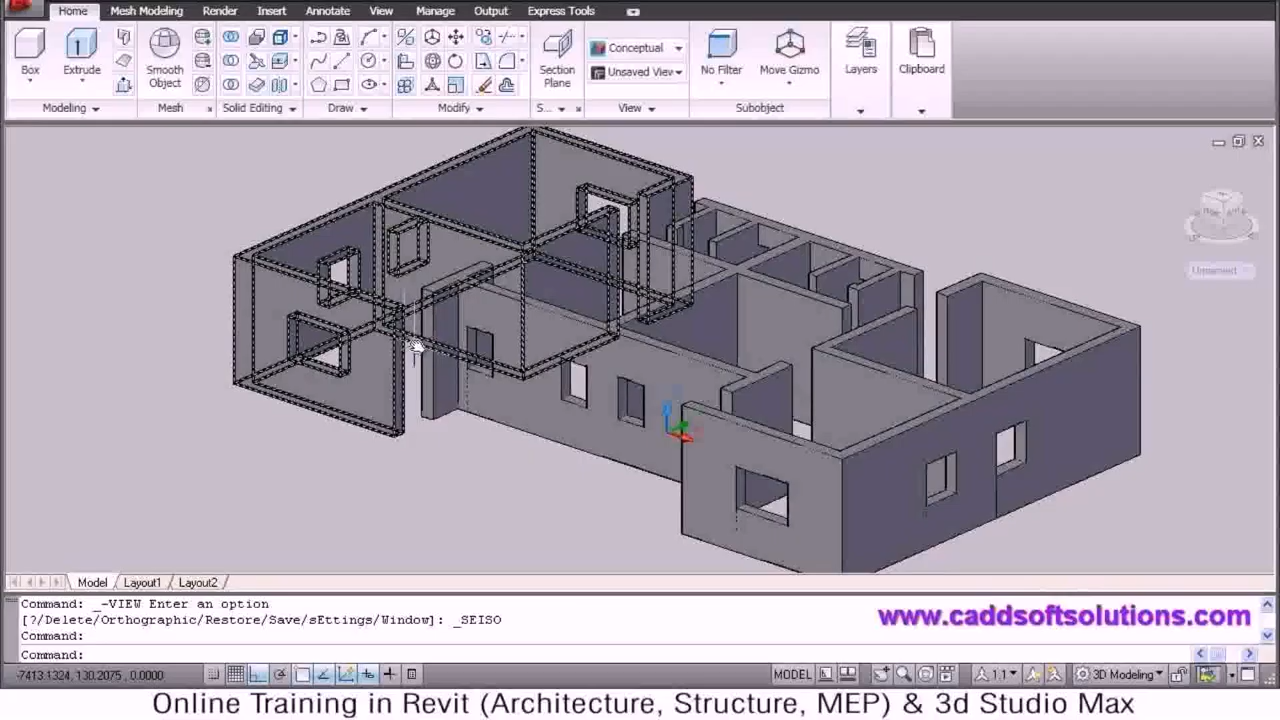 Home Mesh Modeling Render Insert Annotate View Manage Output Express Tools
Box Extrude Smooth Object Section Plane Conceptual Unsaved View No Filter Move Gizmo Layers Clipboard
Modeling Mesh Solid Editing Draw Modify S... View Subobject
Unnamed
Model Layout1 Layout2
Command: _-VIEW Enter an option
[?/Delete/Orthographic/Restore/Save/sEttings/Window]: _SEISO
Command:
www.caddsoftsolutions.com
Command:
-7413.1324, 130.2075, 0.0000 MODEL 1:1 3D Modeling
Online Training in Revit (Architecture, Structure, MEP) & 3d Studio Max